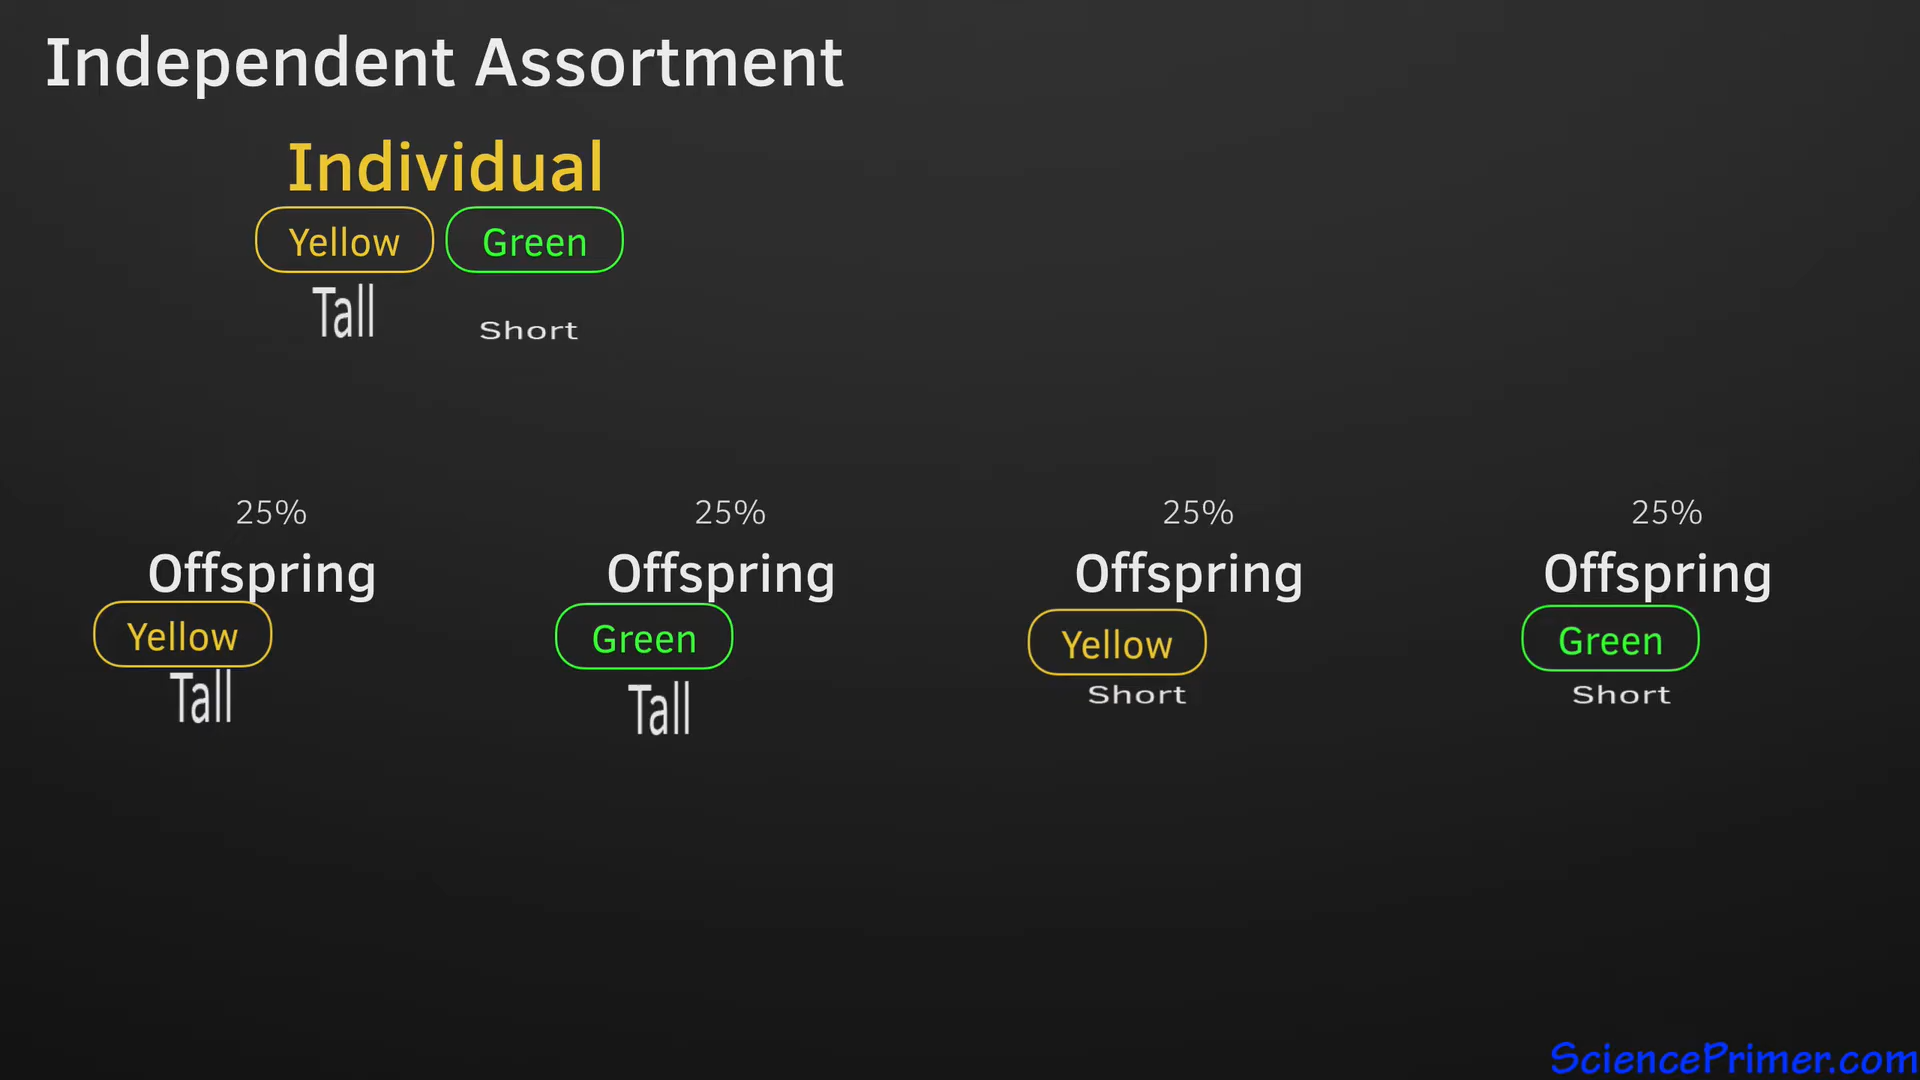 Independent Assortment
Individual
Yellow Green
Tall Short
25% 25% 25% 25%
Offspring Offspring Offspring Offspring
Yellow Green Yellow Green
Tall Tall Short Short
SciencePrimer.com